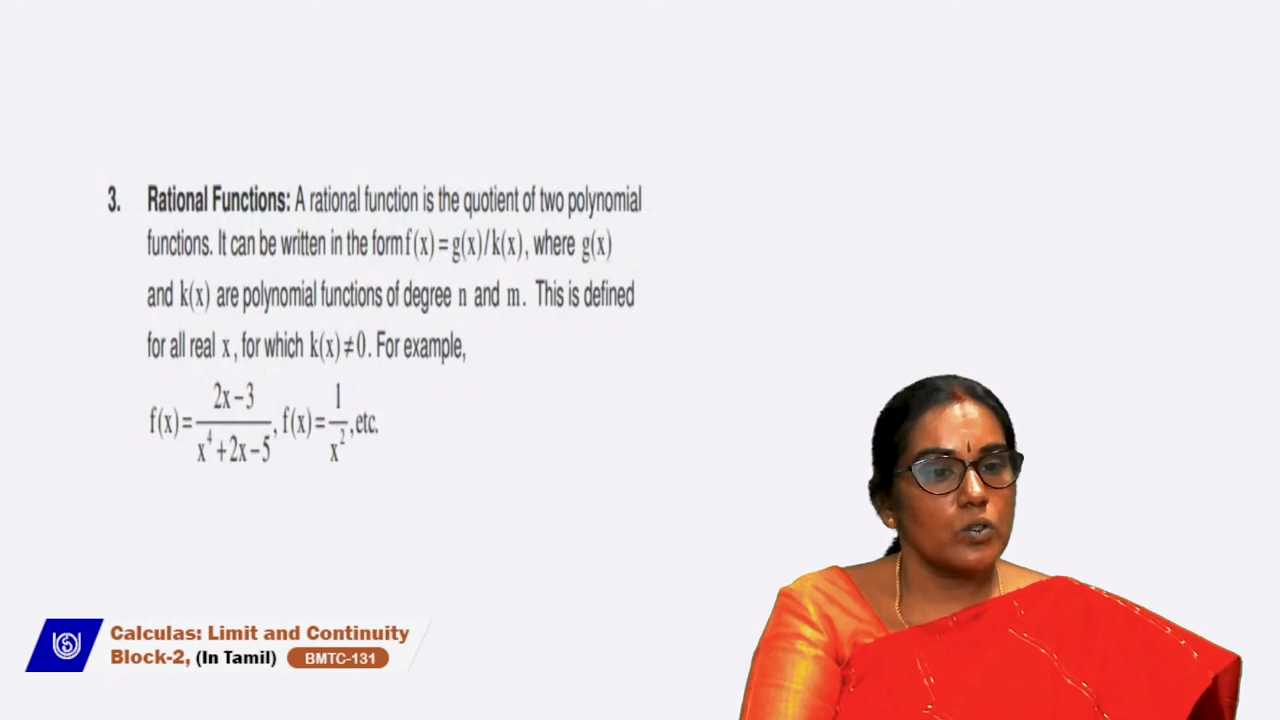 3. Rational Functions: A rational function is the quotient of two polynomial
functions. It can be written in the form f(x)=g(x)/k(x), where g(x)
and k(x) are polynomial functions of degree n and m. This is defined
for all real x, for which k(x)≠0. For example,
f(x)=(2x−3)/(x⁴+2x−5), f(x)=1/x², etc.
Calculas: Limit and Continuity
Block-2, (In Tamil) BMTC-131